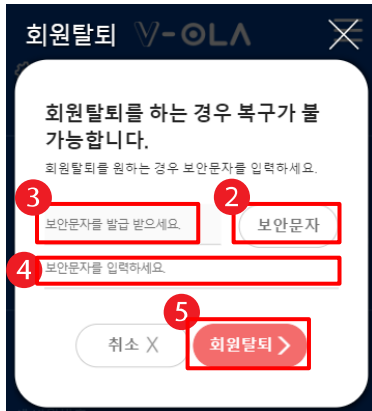 회원탈퇴 V-OLA
회원탈퇴를 하는 경우 복구가 불
가능합니다.
회원탈퇴를 원하는 경우 보안문자를 입력하세요.
3 2
보안문자를 발급 받으세요. 보안문자
4 보안문자를 입력하세요.
5
취소 X 회원탈퇴 >